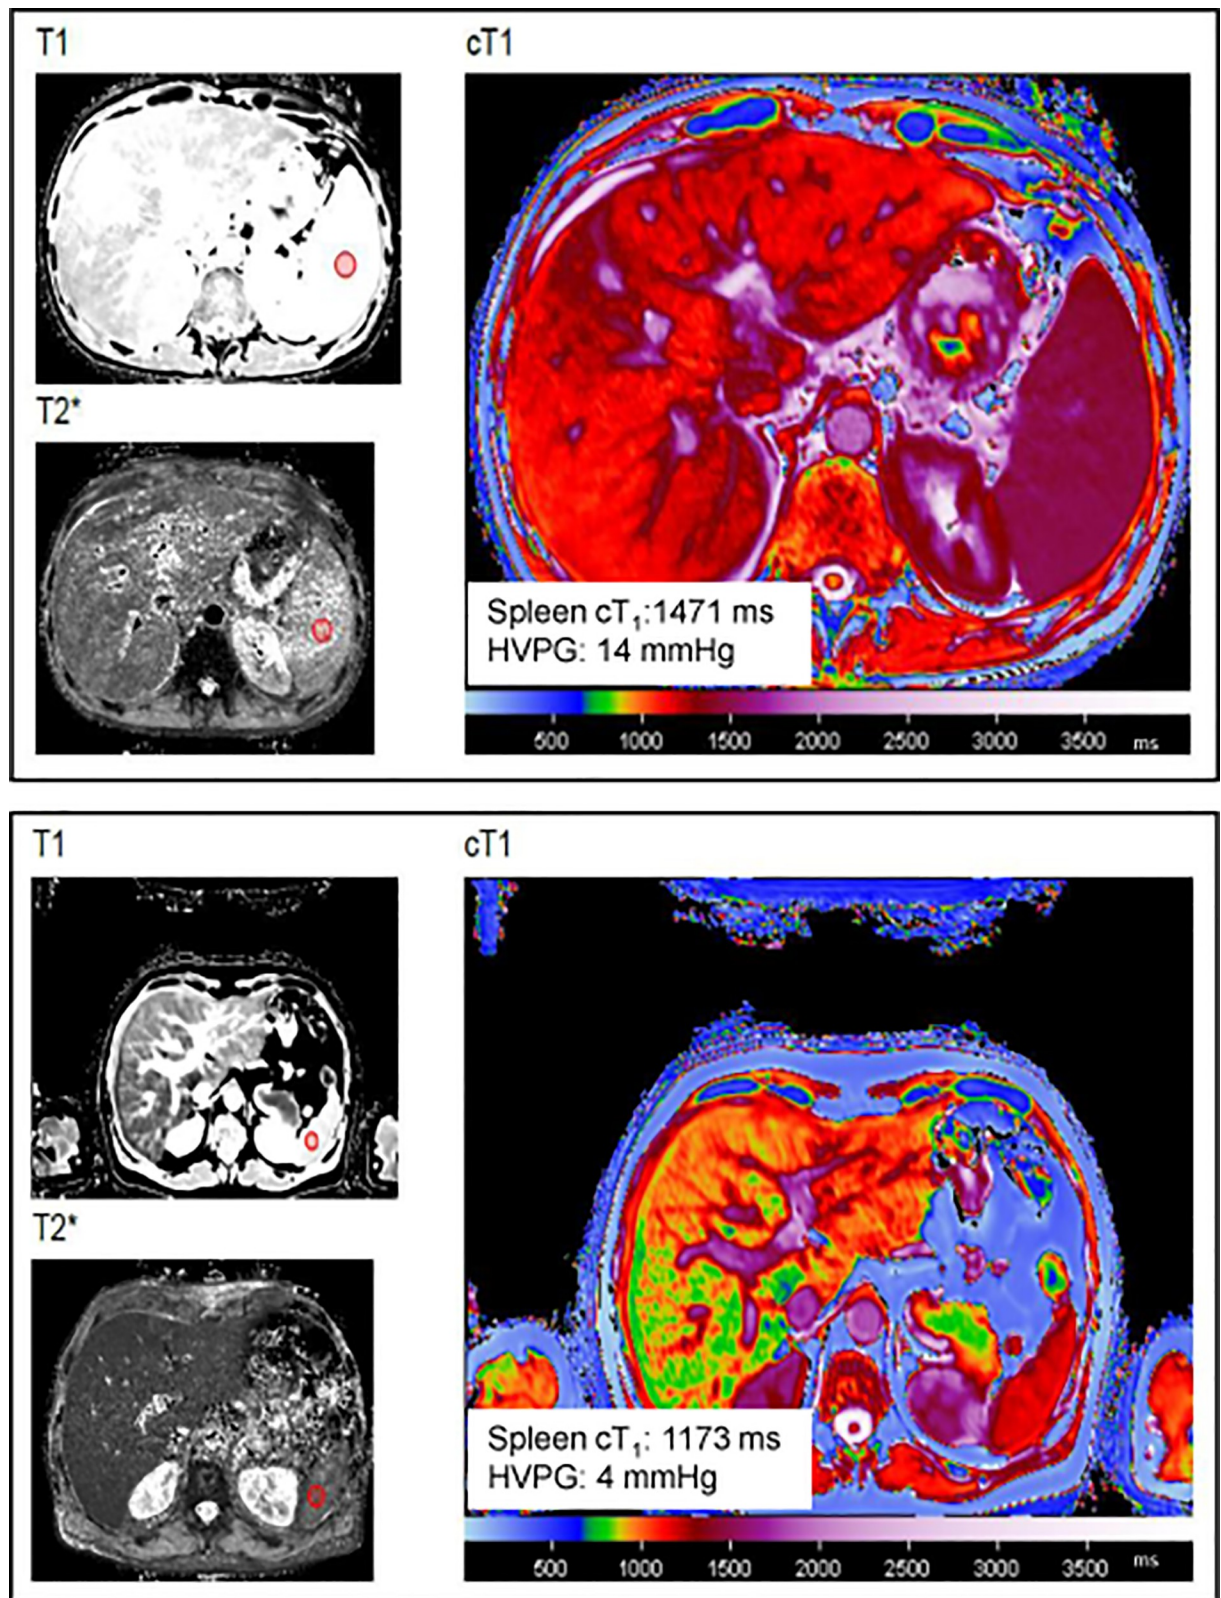 T1
cT1
T2*
Spleen cT₁:1471 ms
HVPG: 14 mmHg
500 1000 1500 2000 2500 3000 3500 ms
T1
cT1
T2*
Spleen cT₁: 1173 ms
HVPG: 4 mmHg
500 1000 1500 2000 2500 3000 3500 ms